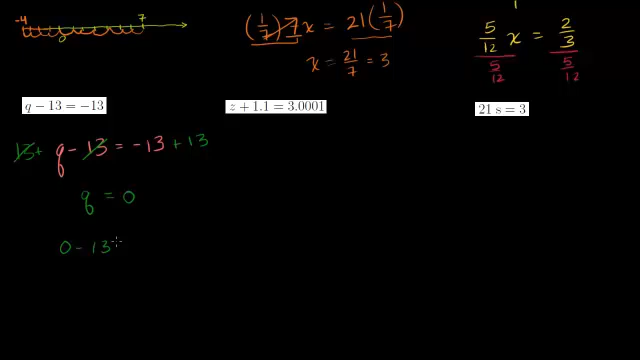 -4 0 7
(1/7) 7x = 21(1/7)
x = 21/7 = 3
5/12 x = 2/3
5/12 5/12
q − 13 = −13
z + 1.1 = 3.0001
21 s = 3
13 + q - 13 = -13 + 13
q = 0
0 - 13